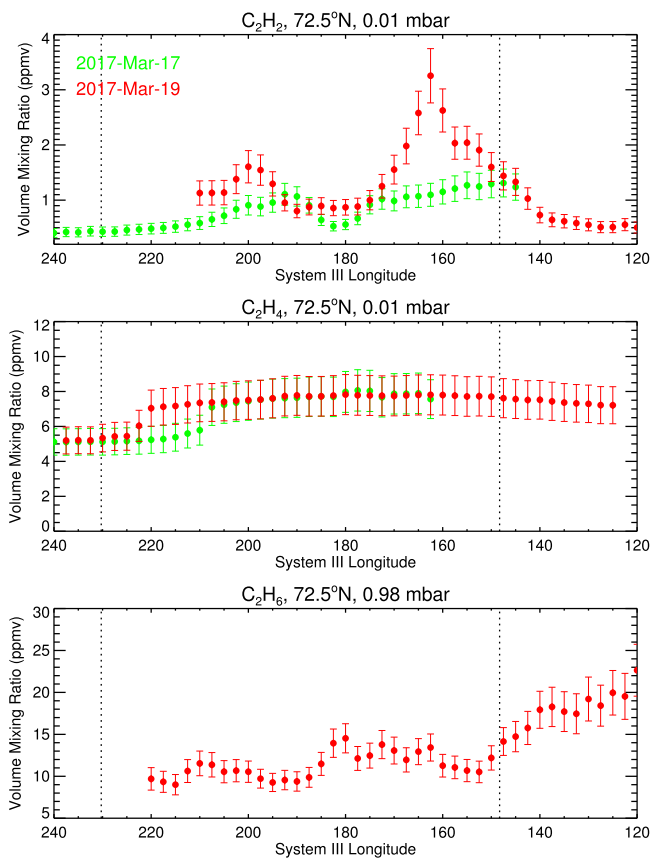 C₂H₂, 72.5°N, 0.01 mbar
4
3
2
1
Volume Mixing Ratio (ppmv)
2017-Mar-17
2017-Mar-19
240 220 200 180 160 140 120
System III Longitude
C₂H₄, 72.5°N, 0.01 mbar
12
10
8
6
4
2
0
Volume Mixing Ratio (ppmv)
240 220 200 180 160 140 120
System III Longitude
C₂H₆, 72.5°N, 0.98 mbar
30
25
20
15
10
5
Volume Mixing Ratio (ppmv)
240 220 200 180 160 140 120
System III Longitude